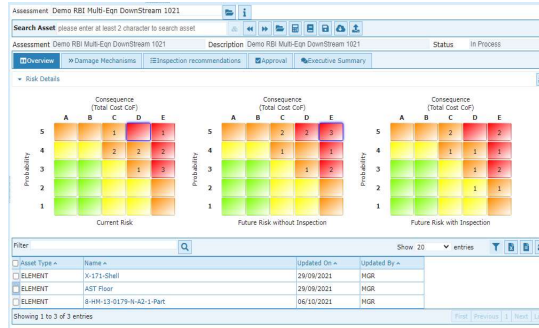 Assessment Demo RBI Multi-Eqn DownStream 1021
Search Asset please enter at least 2 character to search asset
Assessment Demo RBI Multi-Eqn DownStream 1021 Description Demo RBI Multi-Eqn DownStream 1021 Status In Process
Overview Damage Mechanisms Inspection recommendations Approval Executive Summary
Risk Details
Consequence Consequence Consequence
(Total Cost CoF) (Total Cost CoF) (Total Cost CoF)
A B C D E A B C D E A B C D E
5 1 1 5 2 2 3 5 2 2
4 2 2 2 4 1 1 4 1 1 1
3 1 3 3 1 2 3 1 2
2 2 2 1 1
1 1 1
Probability Probability Probability
Current Risk Future Risk without Inspection Future Risk with Inspection
Filter Show 20 entries
Asset Type Name Updated On Updated By
ELEMENT X-171-Shell 29/09/2021 MGR
ELEMENT AST Floor 29/09/2021 MGR
ELEMENT 8-HM-13-0179-N-A2-1-Part 06/10/2021 MGR
Showing 1 to 3 of 3 entries First Previous 1 Next